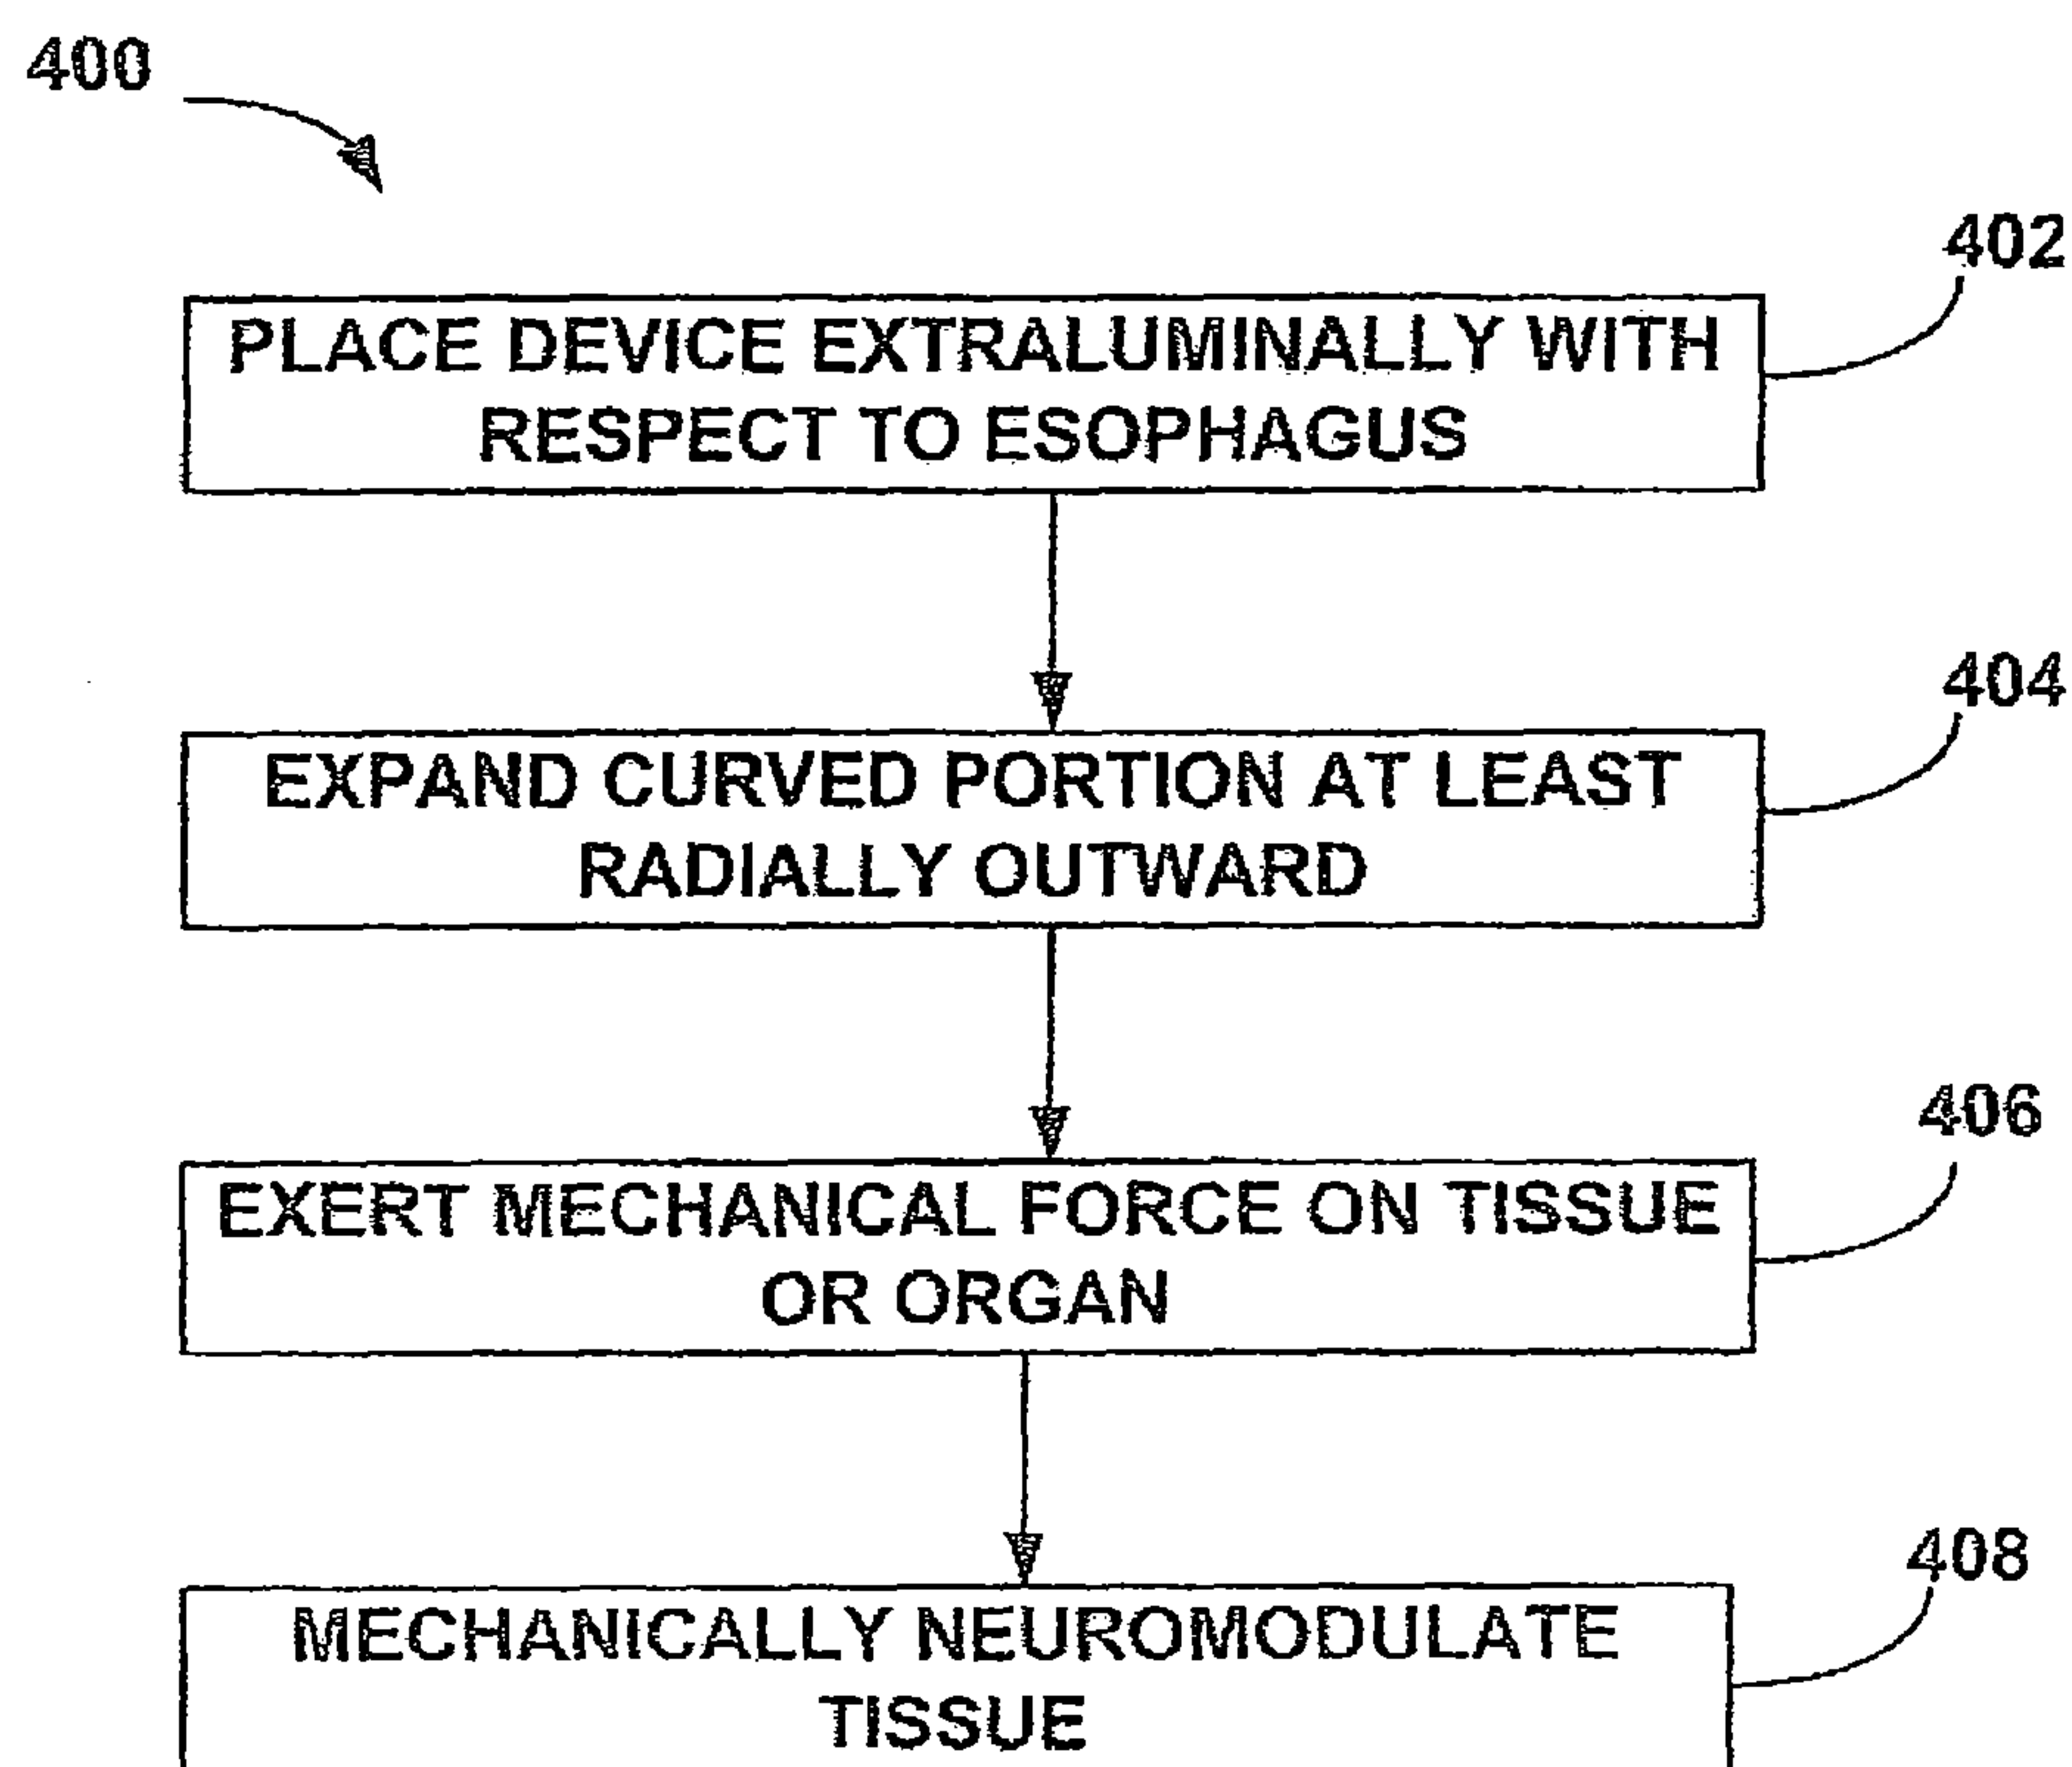 400
402
PLACE DEVICE EXTRALUMINALLY WITH
RESPECT TO ESOPHAGUS
404
EXPAND CURVED PORTION AT LEAST
RADIALLY OUTWARD
406
EXERT MECHANICAL FORCE ON TISSUE
OR ORGAN
408
MECHANICALLY NEUROMODULATE
TISSUE